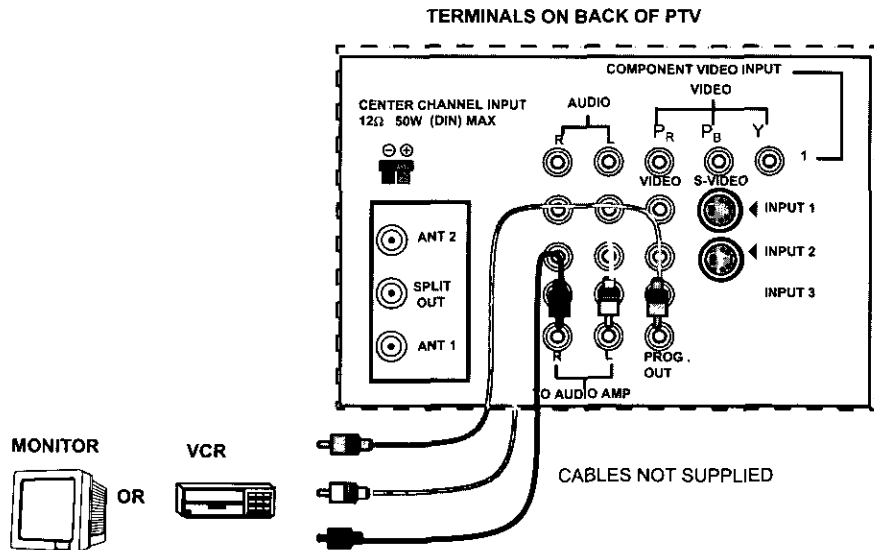 TERMINALS ON BACK OF PTV
COMPONENT VIDEO INPUT
VIDEO
CENTER CHANNEL INPUT
12Ω 50W (DIN) MAX
AUDIO
R L PR PB Y
⊖ ⊕
1
VIDEO S-VIDEO
INPUT 1
ANT 2
INPUT 2
SPLIT
OUT
INPUT 3
ANT 1
R L PROG.
OUT
TO AUDIO AMP
MONITOR
VCR
OR
CABLES NOT SUPPLIED